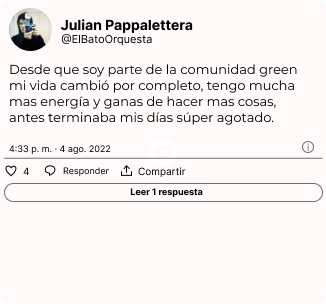 Julian Pappalettera
@ElBatoOrquesta
Desde que soy parte de la comunidad green
mi vida cambió por completo, tengo mucha
mas energía y ganas de hacer mas cosas,
antes terminaba mis días súper agotado.
4:33 p. m. · 4 ago. 2022
4 Responder Compartir
Leer 1 respuesta